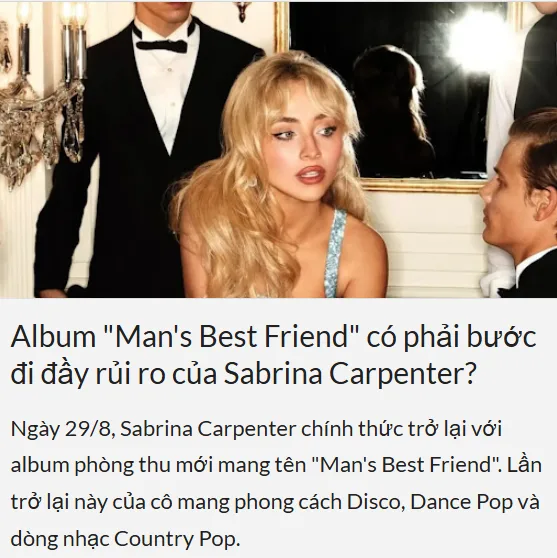 Album "Man's Best Friend" có phải bước
đi đầy rủi ro của Sabrina Carpenter?
Ngày 29/8, Sabrina Carpenter chính thức trở lại với
album phòng thu mới mang tên "Man's Best Friend". Lần
trở lại này của cô mang phong cách Disco, Dance Pop và
dòng nhạc Country Pop.